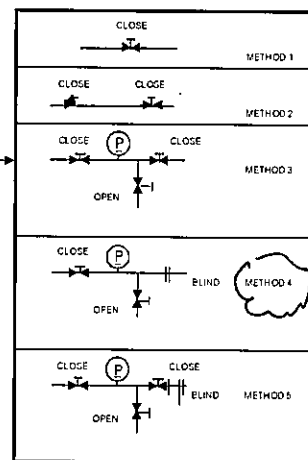 CLOSE
METHOD 1
CLOSE CLOSE
METHOD 2
CLOSE P CLOSE
METHOD 3
OPEN
CLOSE P
BLIND METHOD 4
OPEN
CLOSE P CLOSE
BLIND METHOD 5
OPEN